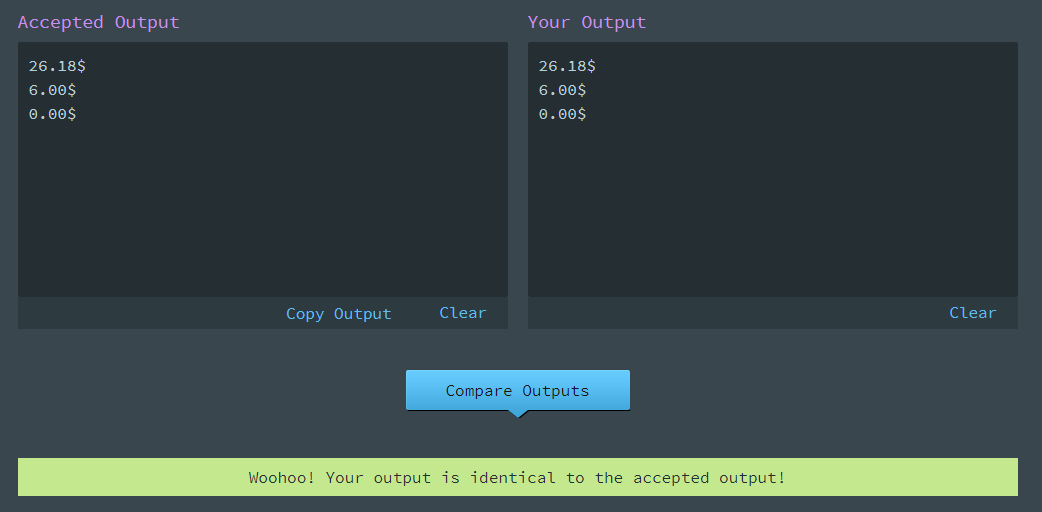 Accepted Output
26.18$
6.00$
0.00$
Copy Output
Clear
Your Output
26.18$
6.00$
0.00$
Clear
Compare Outputs
Woohoo! Your output is identical to the accepted output!